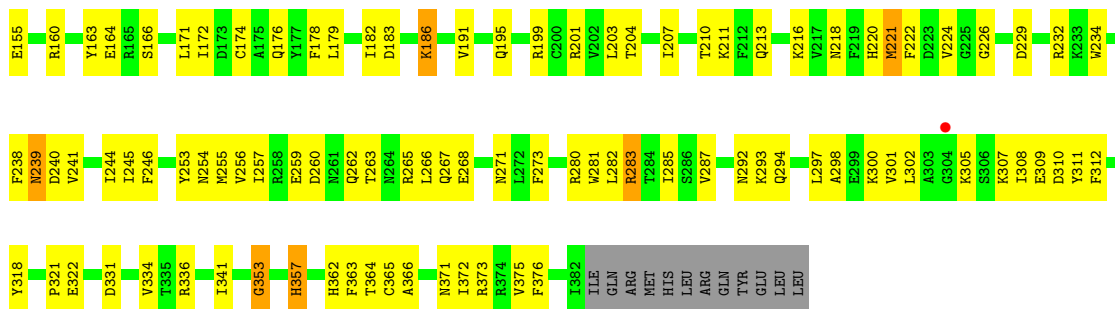 E155 R160 Y163 E164 R165 S166 L171 I172 D173 C174 A175 Q176 Y177 F178 L179 I182 D183 K186 V191 Q195 R199 C200 R201 V202 L203 T204 I207 T210 K211 F212 Q213 K216 V217 N218 F219 H220 M221 F222 D223 V224 G225 G226 D229 R232 K233 W234
F238 N239 D240 V241 I244 I245 F246 Y253 N254 M255 V256 I257 R258 E259 D260 N261 Q262 T263 N264 R265 L266 Q267 E268 N271 L272 F273 R280 W281 L282 R283 T284 I285 S286 V287 N292 K293 Q294 L297 A298 E299 K300 V301 L302 A303 G304 K305 S306 K307 I308 E309 D310 Y311 F312
Y318 P321 E322 D331 V334 T335 R336 I341 G353 H357 H362 F363 T364 C365 A366 N371 I372 R373 R374 V375 F376 I382 ILE GLN ARG MET HIS LEU ARG GLN TYR GLU LEU LEU